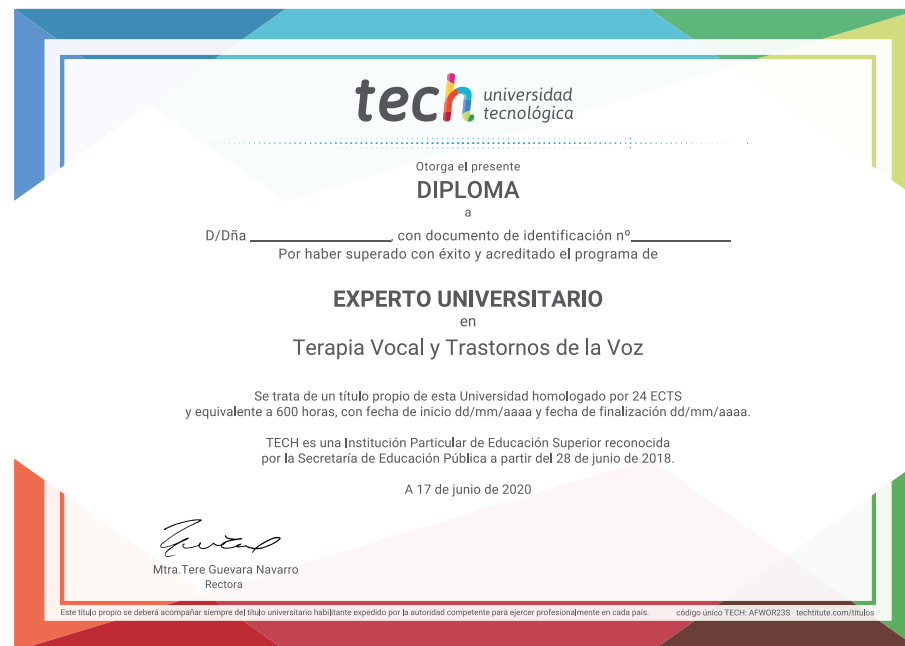 tech universidad
tecnológica
Otorga el presente
DIPLOMA
a
D/Dña ________________, con documento de identificación nº____________
Por haber superado con éxito y acreditado el programa de
EXPERTO UNIVERSITARIO
en
Terapia Vocal y Trastornos de la Voz
Se trata de un título propio de esta Universidad homologado por 24 ECTS
y equivalente a 600 horas, con fecha de inicio dd/mm/aaaa y fecha de finalización dd/mm/aaaa.
TECH es una Institución Particular de Educación Superior reconocida
por la Secretaría de Educación Pública a partir del 28 de junio de 2018.
A 17 de junio de 2020
Mtra.Tere Guevara Navarro
Rectora
Este título propio se deberá acompañar siempre del título universitario habilitante expedido por la autoridad competente para ejercer profesionalmente en cada país. código único TECH: AFWOR23S techtitute.com/titulos